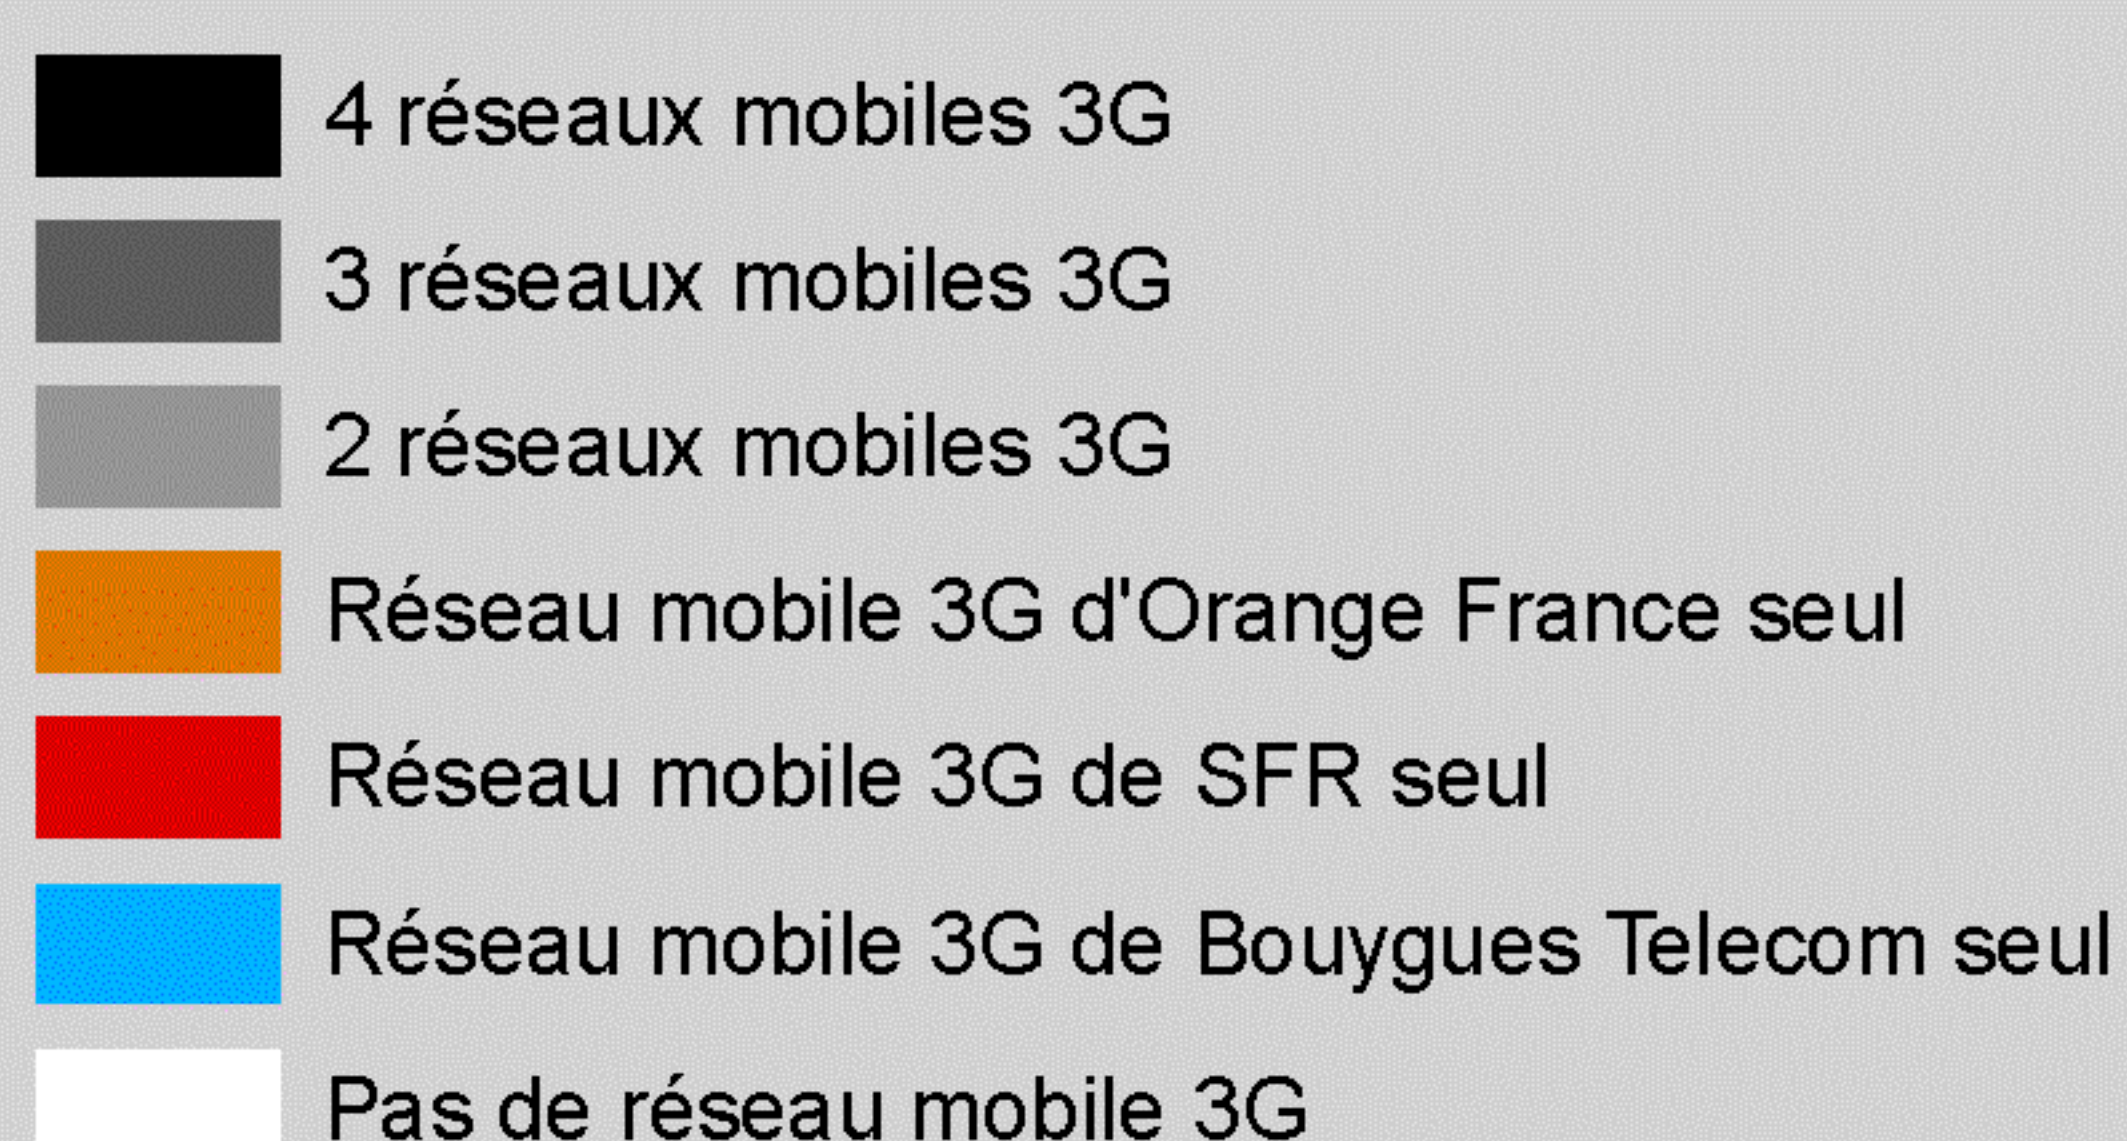 4 réseaux mobiles 3G
3 réseaux mobiles 3G
2 réseaux mobiles 3G
Réseau mobile 3G d'Orange France seul
Réseau mobile 3G de SFR seul
Réseau mobile 3G de Bouygues Telecom seul
Pas de réseau mobile 3G